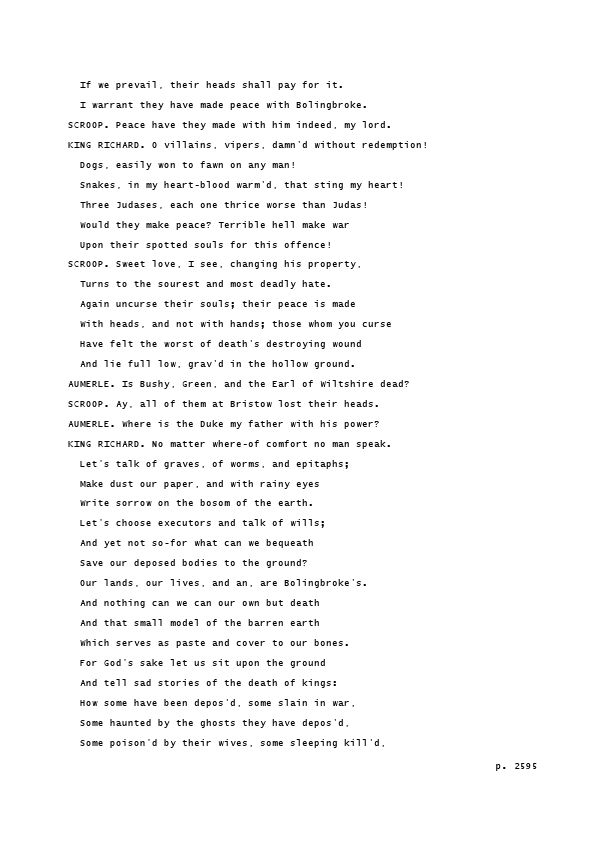 If we prevail, their heads shall pay for it.
I warrant they have made peace with Bolingbroke.
SCROOP. Peace have they made with him indeed, my lord.
KING RICHARD. O villains, vipers, damn'd without redemption!
Dogs, easily won to fawn on any man!
Snakes, in my heart-blood warm'd, that sting my heart!
Three Judases, each one thrice worse than Judas!
Would they make peace? Terrible hell make war
Upon their spotted souls for this offence!
SCROOP. Sweet love, I see, changing his property,
Turns to the sourest and most deadly hate.
Again uncurse their souls; their peace is made
With heads, and not with hands; those whom you curse
Have felt the worst of death's destroying wound
And lie full low, grav'd in the hollow ground.
AUMERLE. Is Bushy, Green, and the Earl of Wiltshire dead?
SCROOP. Ay, all of them at Bristow lost their heads.
AUMERLE. Where is the Duke my father with his power?
KING RICHARD. No matter where-of comfort no man speak.
Let's talk of graves, of worms, and epitaphs;
Make dust our paper, and with rainy eyes
Write sorrow on the bosom of the earth.
Let's choose executors and talk of wills;
And yet not so-for what can we bequeath
Save our deposed bodies to the ground?
Our lands, our lives, and an, are Bolingbroke's.
And nothing can we can our own but death
And that small model of the barren earth
Which serves as paste and cover to our bones.
For God's sake let us sit upon the ground
And tell sad stories of the death of kings:
How some have been depos'd, some slain in war,
Some haunted by the ghosts they have depos'd,
Some poison'd by their wives, some sleeping kill'd,
p. 2595